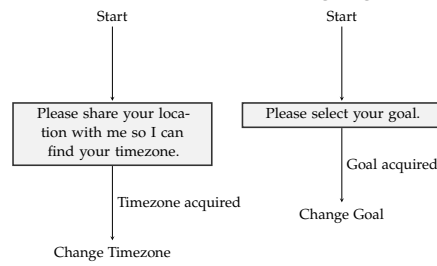 Start
Please share your loca-
tion with me so I can
find your timezone.
Timezone acquired
Change Timezone
Start
Please select your goal.
Goal acquired
Change Goal